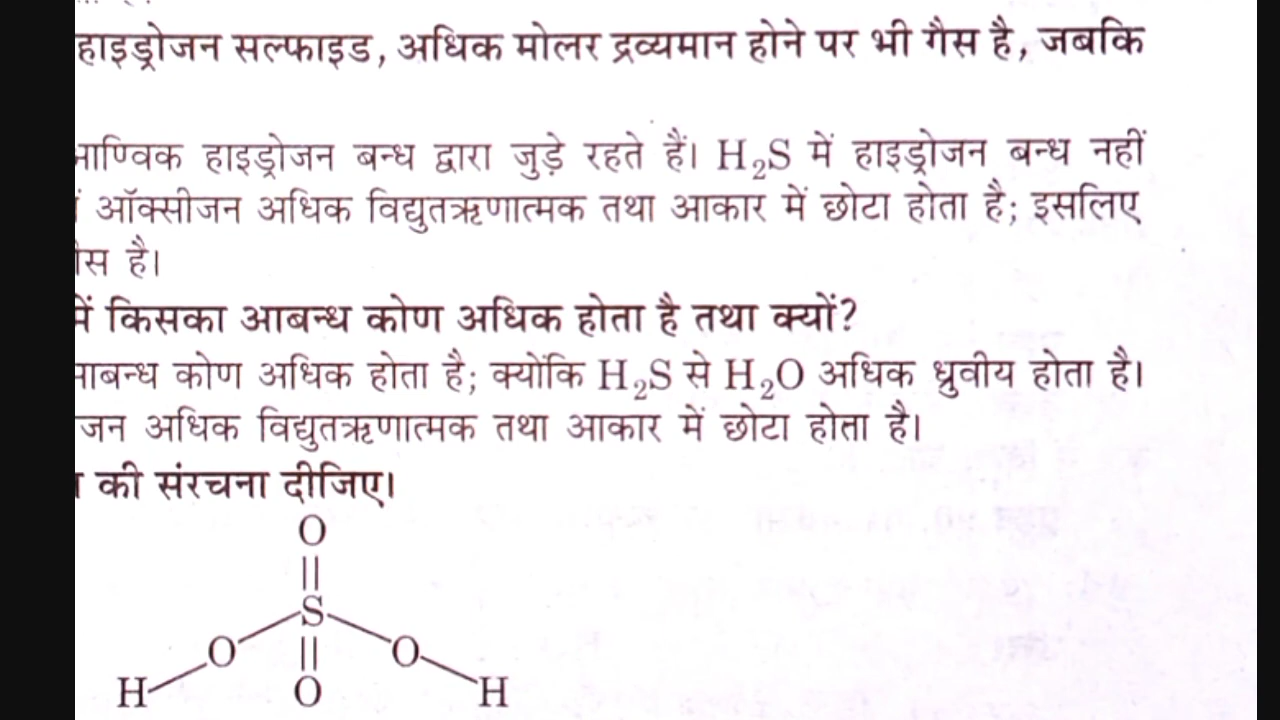 हाइड्रोजन सल्फाइड, अधिक मोलर द्रव्यमान होने पर भी गैस है, जबकि
हाइड्रोजन बन्ध द्वारा जुड़े रहते हैं। H₂S में हाइड्रोजन बन्ध नहीं
ऑक्सीजन अधिक विद्युतऋणात्मक तथा आकार में छोटा होता है; इसलिए
है।
में किसका आबन्ध कोण अधिक होता है तथा क्यों?
कोण अधिक होता है; क्योंकि H₂S से H₂O अधिक ध्रुवीय होता है।
जन अधिक विद्युतऋणात्मक तथा आकार में छोटा होता है।
की संरचना दीजिए।
O
S
O O
H O H